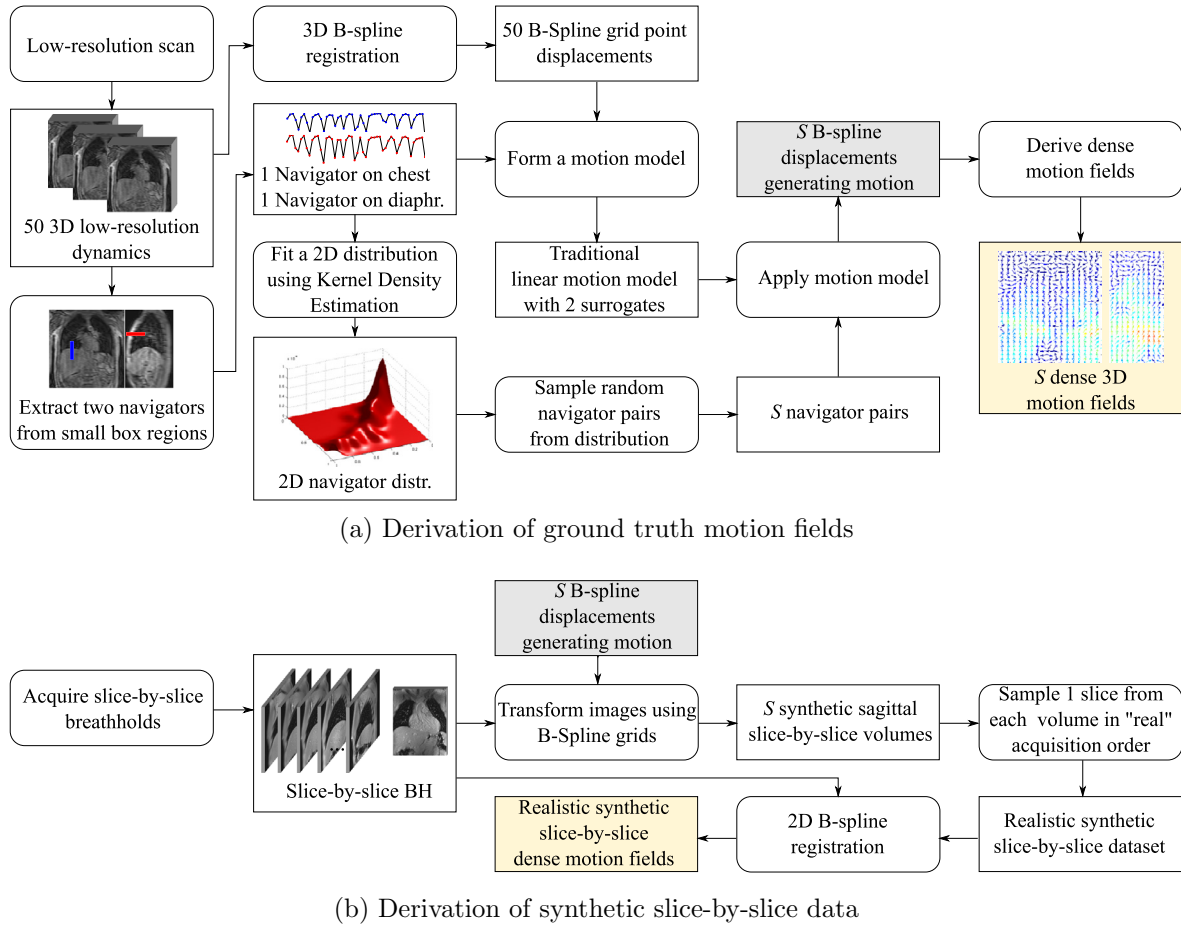 Low-resolution scan
3D B-spline
registration
50 B-Spline grid point
displacements
50 3D low-resolution
dynamics
1 Navigator on chest
1 Navigator on diaphr.
Form a motion model
S B-spline
displacements
generating motion
Derive dense
motion fields
Fit a 2D distribution
using Kernel Density
Estimation
Traditional
linear motion model
with 2 surrogates
Apply motion model
S dense 3D
motion fields
Extract two navigators
from small box regions
2D navigator distr.
Sample random
navigator pairs
from distribution
S navigator pairs
(a) Derivation of ground truth motion fields
S B-spline
displacements
generating motion
Acquire slice-by-slice
breathholds
Slice-by-slice BH
Transform images using
B-Spline grids
S synthetic sagittal
slice-by-slice volumes
Sample 1 slice from
each volume in "real"
acquisition order
Realistic synthetic
slice-by-slice
dense motion fields
2D B-spline
registration
Realistic synthetic
slice-by-slice dataset
(b) Derivation of synthetic slice-by-slice data